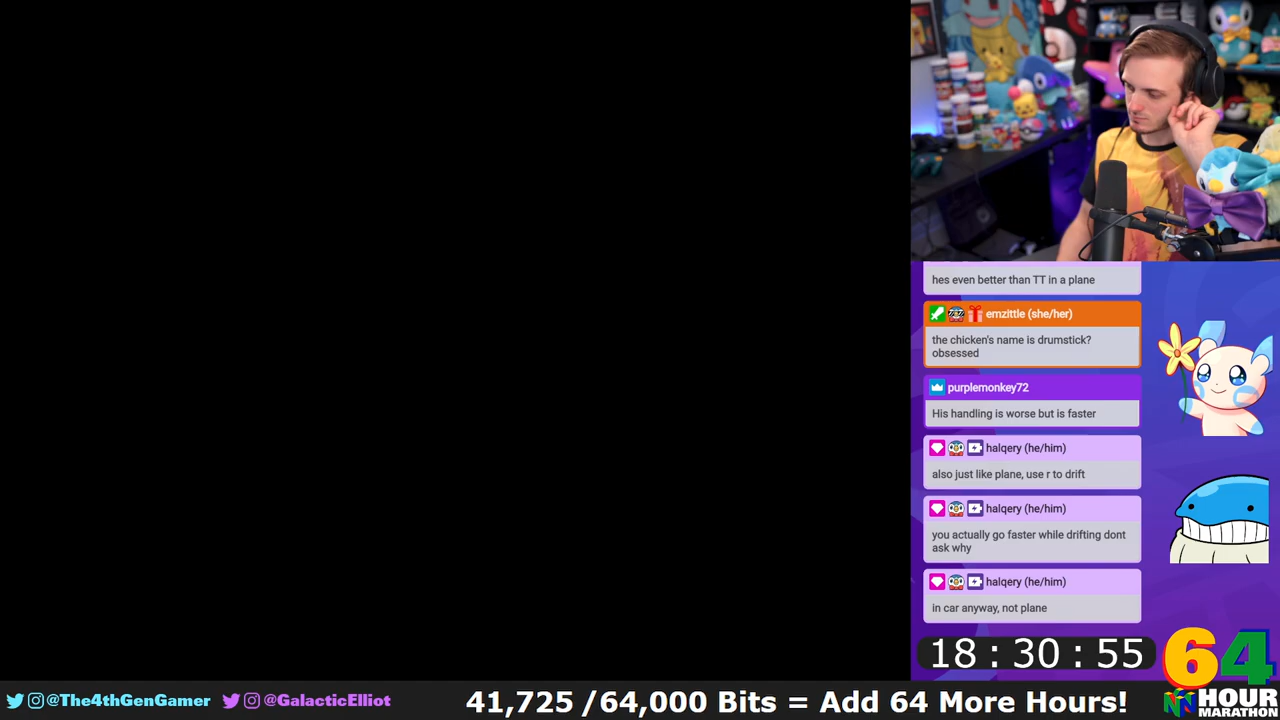 hes even better than TT in a plane
emzittle (she/her)
the chicken's name is drumstick?
obsessed
purplemonkey72
His handling is worse but is faster
halqery (he/him)
also just like plane, use r to drift
halqery (he/him)
you actually go faster while drifting dont
ask why
halqery (he/him)
in car anyway, not plane
18:30:55
64
HOUR
MARATHON
@The4thGenGamer
@GalacticElliot
41,725/64,000 Bits = Add 64 More Hours!